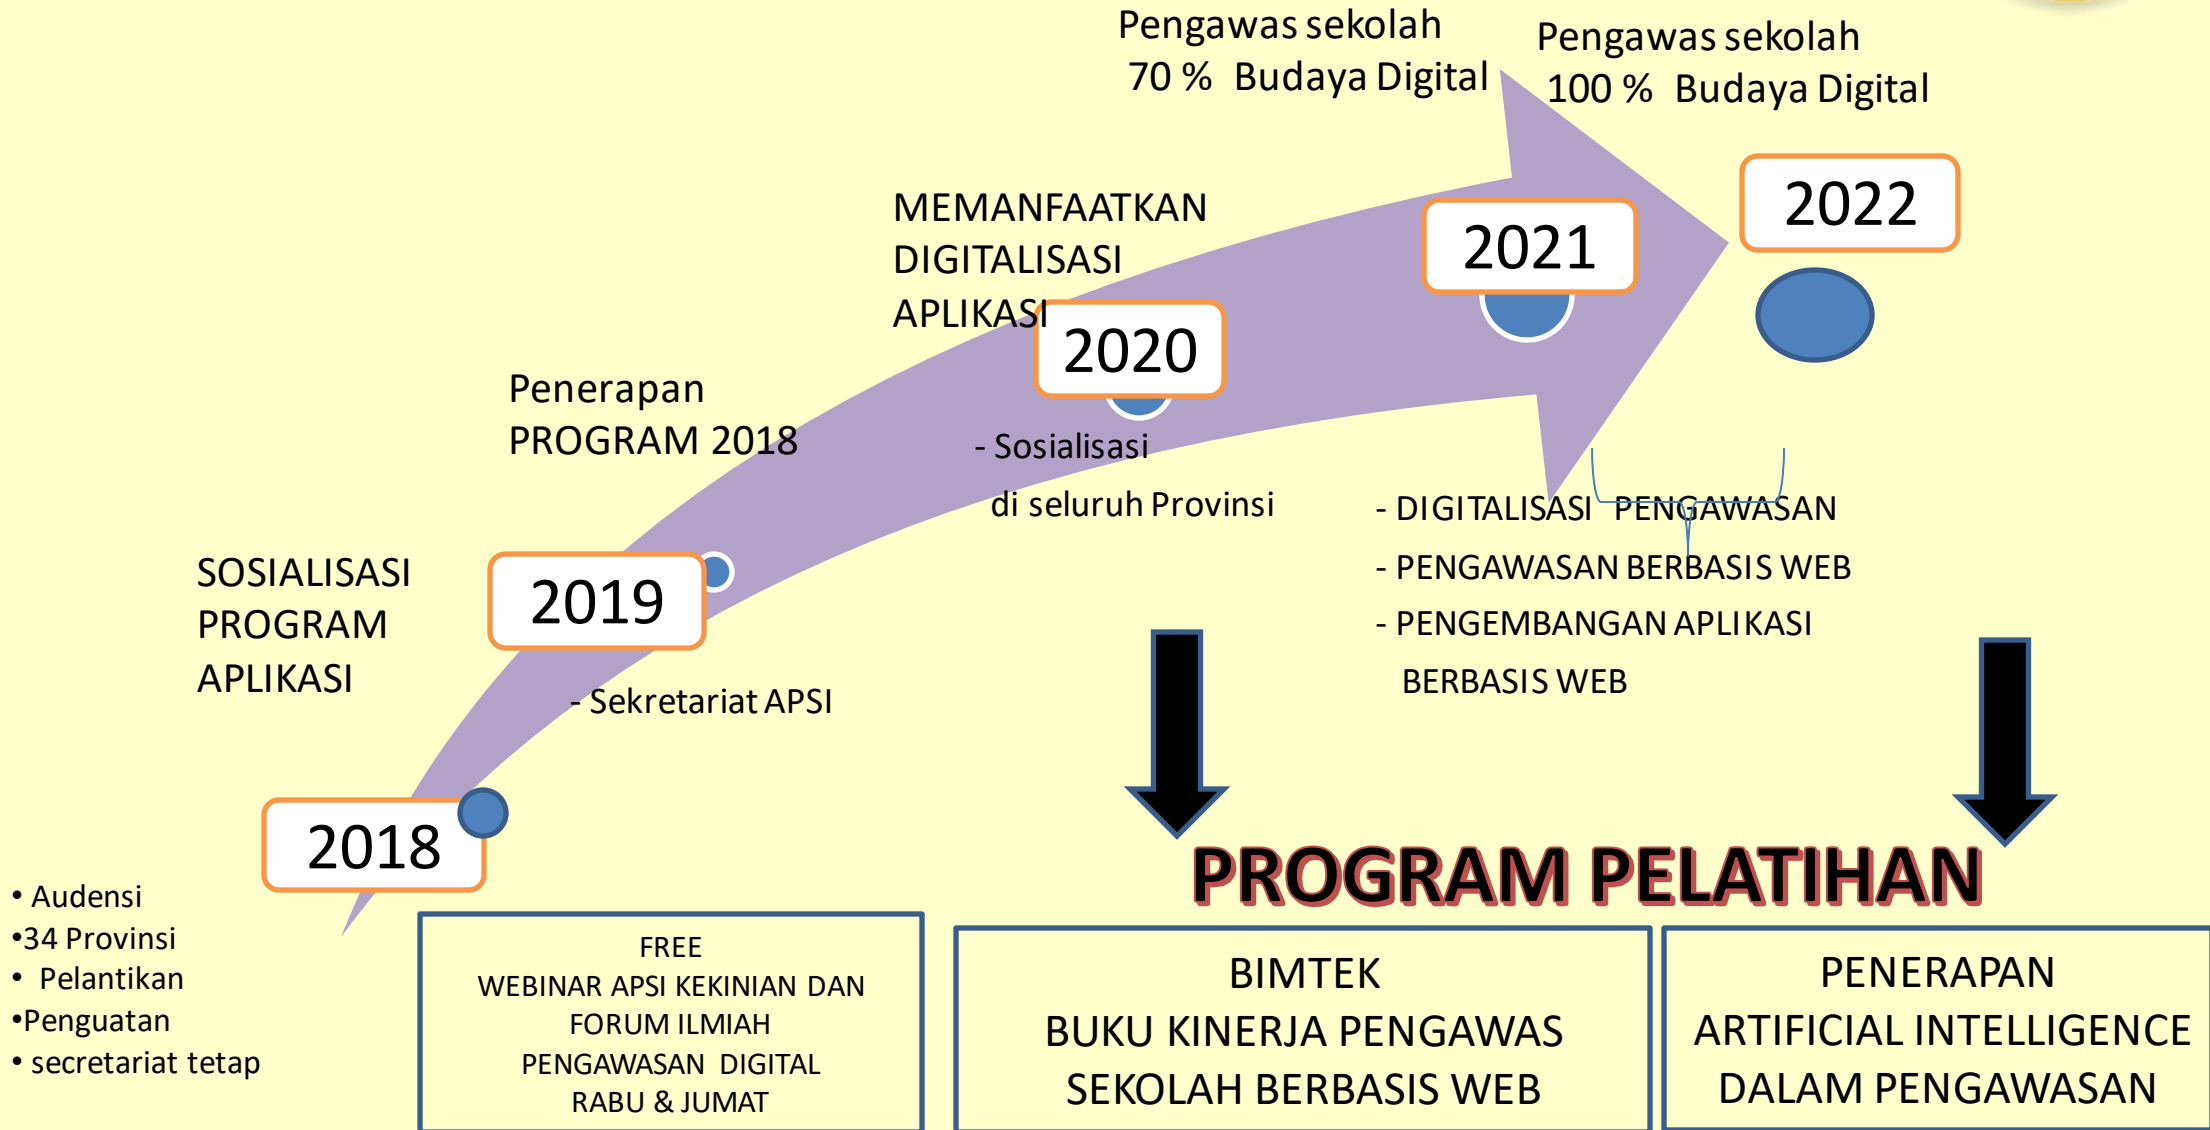 Pengawas sekolah
70 % Budaya Digital
Pengawas sekolah
100 % Budaya Digital
2022
2021
MEMANFAATKAN
DIGITALISASI
APLIKASI
2020
- Sosialisasi
di seluruh Provinsi
- DIGITALISASI PENGAWASAN
- PENGAWASAN BERBASIS WEB
- PENGEMBANGAN APLIKASI
BERBASIS WEB
Penerapan
PROGRAM 2018
2019
- Sekretariat APSI
SOSIALISASI
PROGRAM
APLIKASI
2018
• Audensi
•34 Provinsi
• Pelantikan
•Penguatan
• secretariat tetap
FREE
WEBINAR APSI KEKINIAN DAN
FORUM ILMIAH
PENGAWASAN DIGITAL
RABU & JUMAT
PROGRAM PELATIHAN
BIMTEK
BUKU KINERJA PENGAWAS
SEKOLAH BERBASIS WEB
PENERAPAN
ARTIFICIAL INTELLIGENCE
DALAM PENGAWASAN